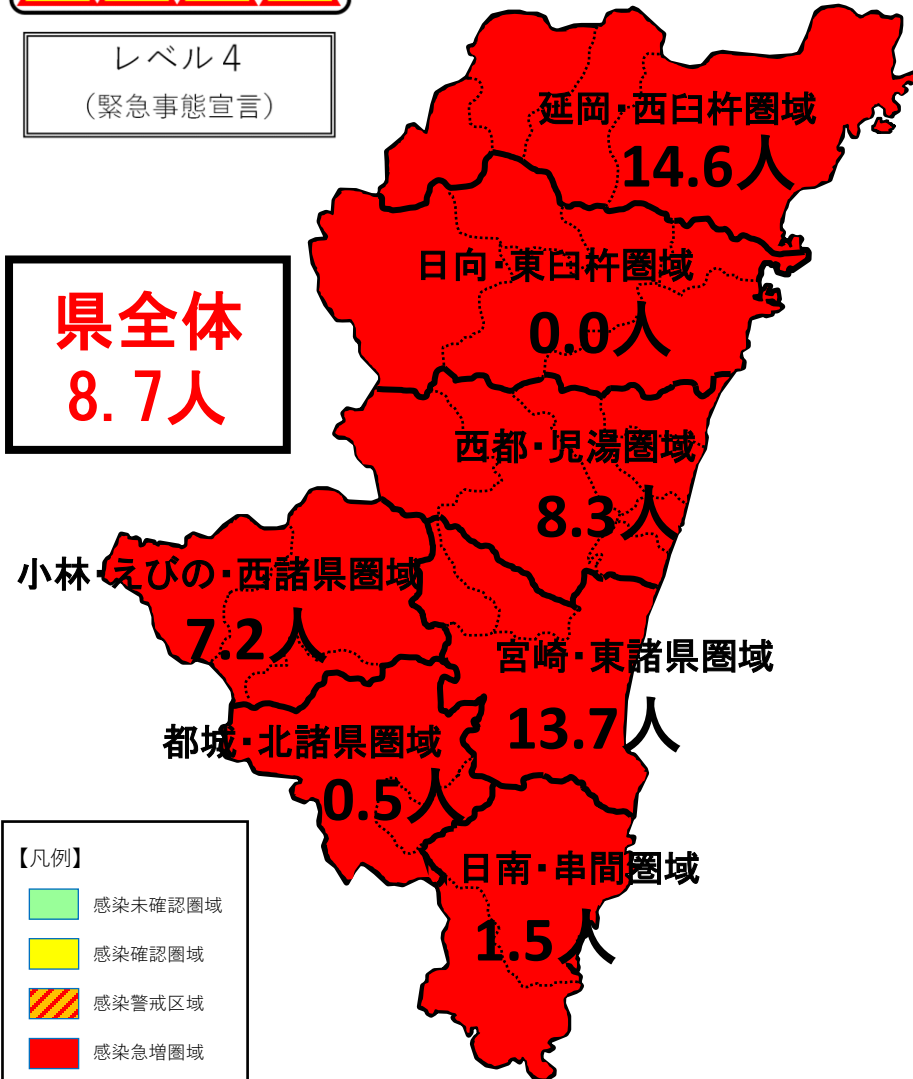 レベル４
（緊急事態宣言）
延岡・西臼杵圏域
14.6人
日向・東臼杵圏域
0.0人
県全体
8.7人
西都・児湯圏域
8.3人
小林・えびの・西諸県圏域
7.2人
宮崎・東諸県圏域
13.7人
都城・北諸県圏域
0.5人
日南・串間圏域
1.5人
【凡例】
感染未確認圏域
感染確認圏域
感染警戒区域
感染急増圏域